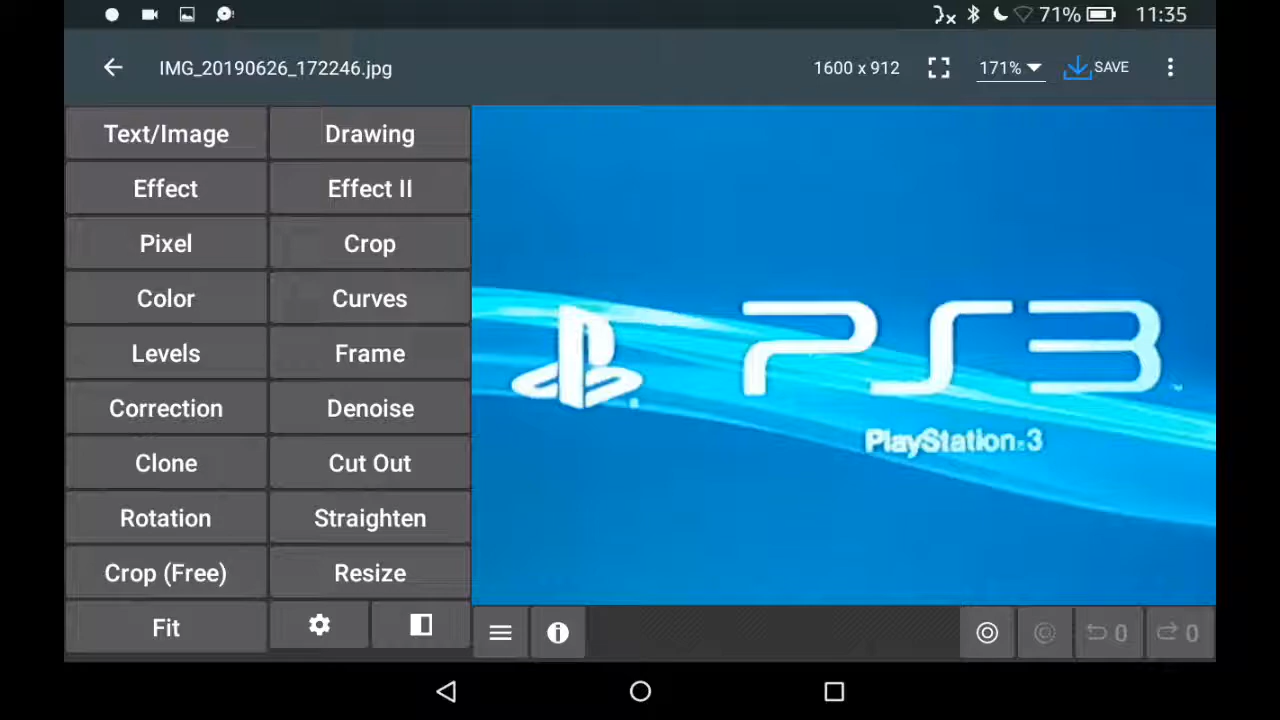 71% 11:35
IMG_20190626_172246.jpg 1600 x 912 171% SAVE
Text/Image Drawing
Effect Effect II
Pixel Crop
Color Curves
Levels Frame
Correction Denoise
Clone Cut Out
Rotation Straighten
Crop (Free) Resize
Fit
PS3
PlayStation®3
0 0